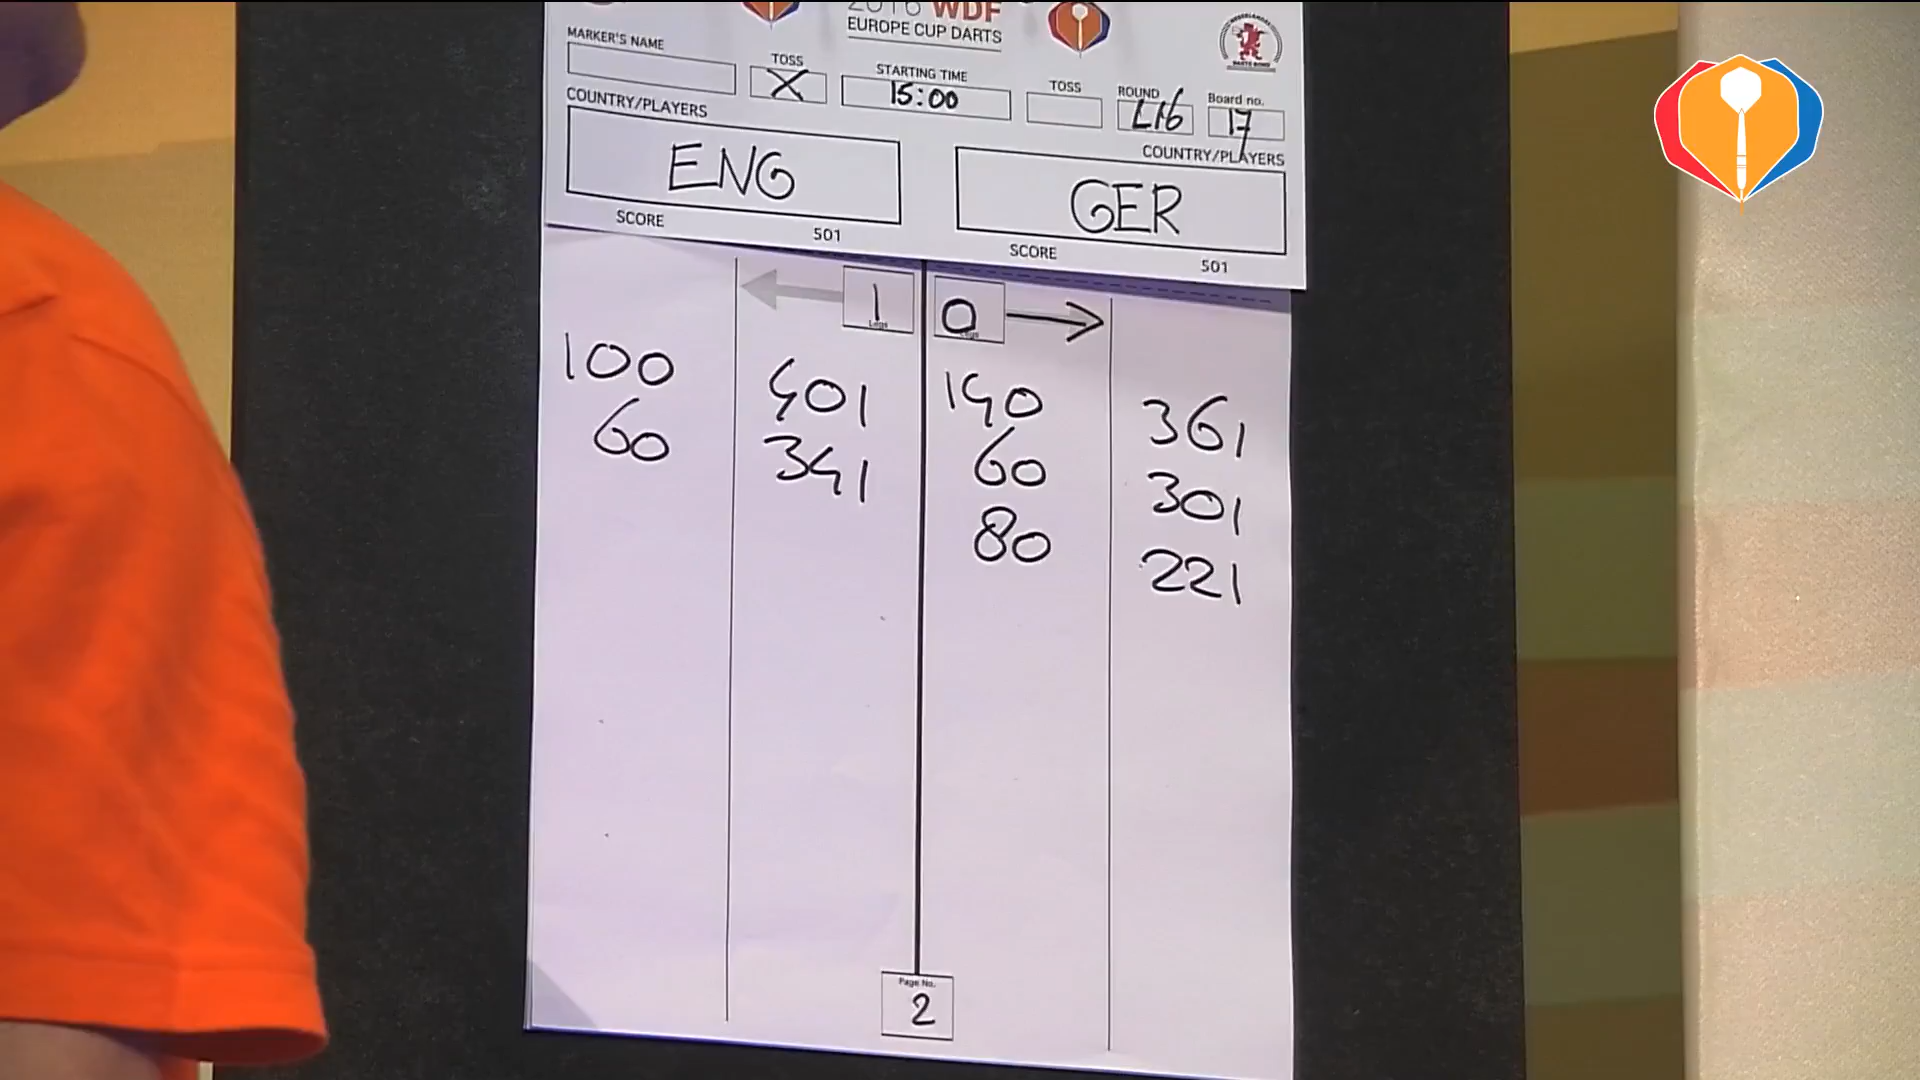 2016 WDF
EUROPE CUP DARTS
MARKER'S NAME
TOSS
X
STARTING TIME
15:00
TOSS
ROUND
L16
Board no.
17
COUNTRY/PLAYERS
ENG
COUNTRY/PLAYERS
GER
SCORE 501
SCORE 501
1 0
Legs Legs
100 401 140 361
60 341 60 301
80 221
Page No.
2